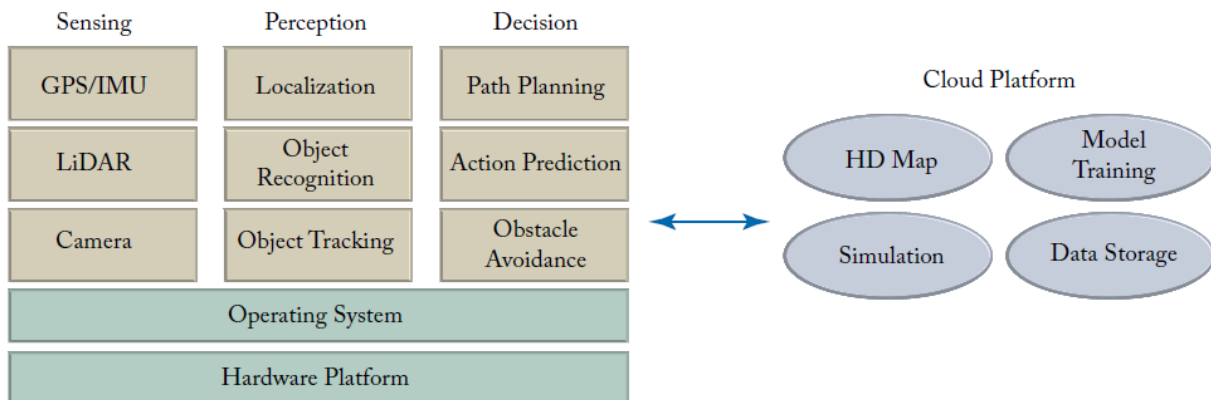 Sensing
Perception
Decision
GPS/IMU
Localization
Path Planning
LiDAR
Object
Recognition
Action Prediction
Camera
Object Tracking
Obstacle
Avoidance
Operating System
Hardware Platform
Cloud Platform
HD Map
Model
Training
Simulation
Data Storage